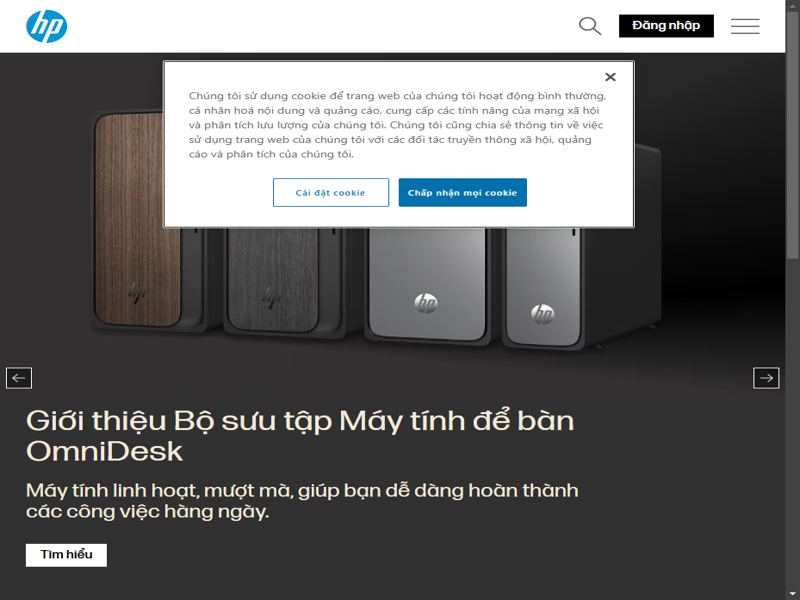 hp
Đăng nhập
Chúng tôi sử dụng cookie để trang web của chúng tôi hoạt động bình thường,
cá nhân hoá nội dung và quảng cáo, cung cấp các tính năng của mạng xã hội
và phân tích lưu lượng của chúng tôi. Chúng tôi cũng chia sẻ thông tin về việc
sử dụng trang web của chúng tôi với các đối tác truyền thông xã hội, quảng
cáo và phân tích của chúng tôi.
Cài đặt cookie
Chấp nhận mọi cookie
hp
hp
hp
hp
Giới thiệu Bộ sưu tập Máy tính để bàn
OmniDesk
Máy tính linh hoạt, mượt mà, giúp bạn dễ dàng hoàn thành
các công việc hàng ngày.
Tìm hiểu